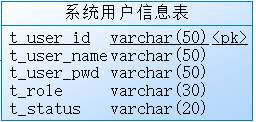 系统用户信息表
t_user_id varchar(50) <pk>
t_user_name varchar(50)
t_user_pwd varchar(50)
t_role varchar(30)
t_status varchar(20)